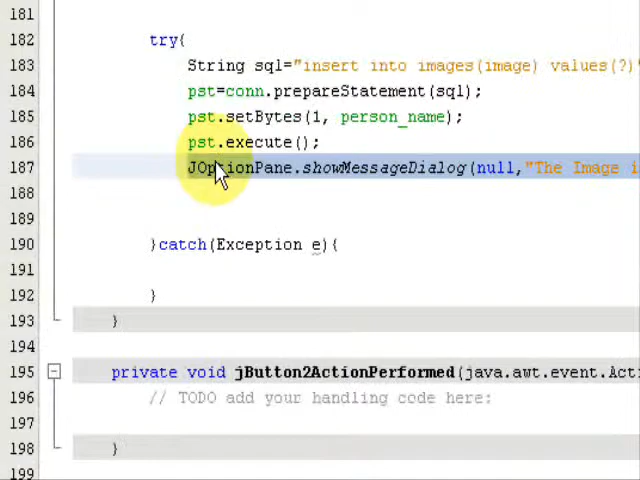 181
182 try{
183 String sql="insert into images(image) values(?)"
184 pst=conn.prepareStatement(sql);
185 pst.setBytes(1, person_name);
186 pst.execute();
187 JOptionPane.showMessageDialog(null,"The Image i
188
189
190 }catch(Exception e){
191
192 }
193 }
194
195 private void jButton2ActionPerformed(java.awt.event.Acti
196 // TODO add your handling code here:
197
198 }
199